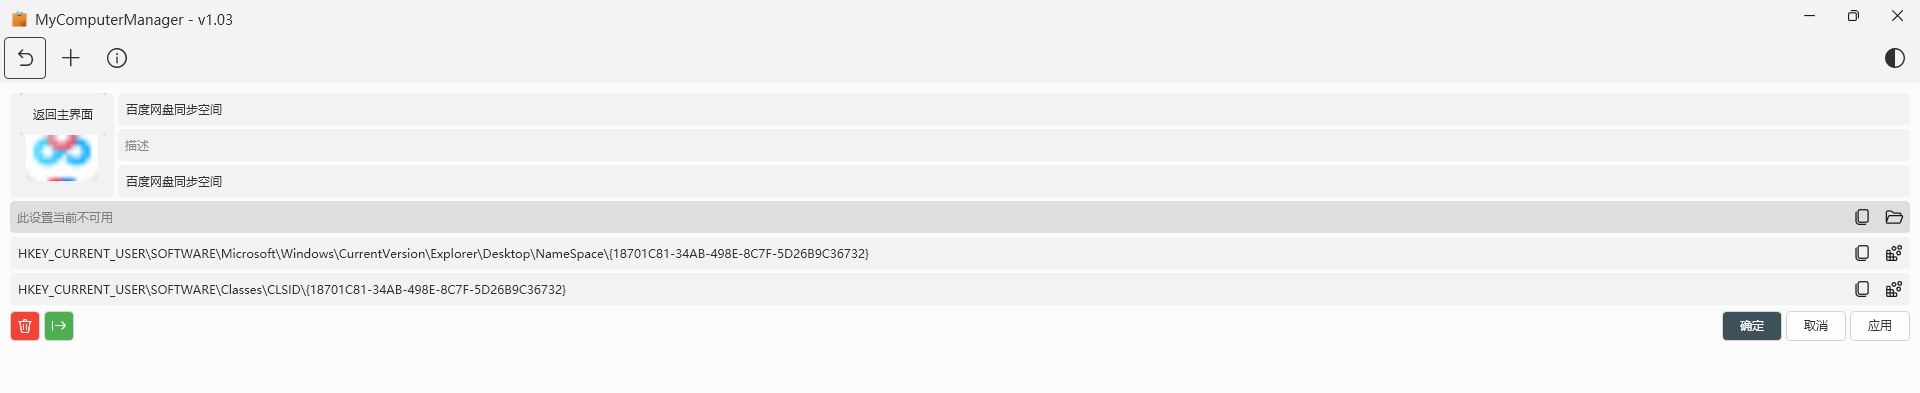 MyComputerManager - v1.03
返回主界面
百度网盘同步空间
描述
百度网盘同步空间
此设置当前不可用
HKEY_CURRENT_USER\SOFTWARE\Microsoft\Windows\CurrentVersion\Explorer\Desktop\NameSpace\{18701C81-34AB-498E-8C7F-5D26B9C36732}
HKEY_CURRENT_USER\SOFTWARE\Classes\CLSID\{18701C81-34AB-498E-8C7F-5D26B9C36732}
确定 取消 应用